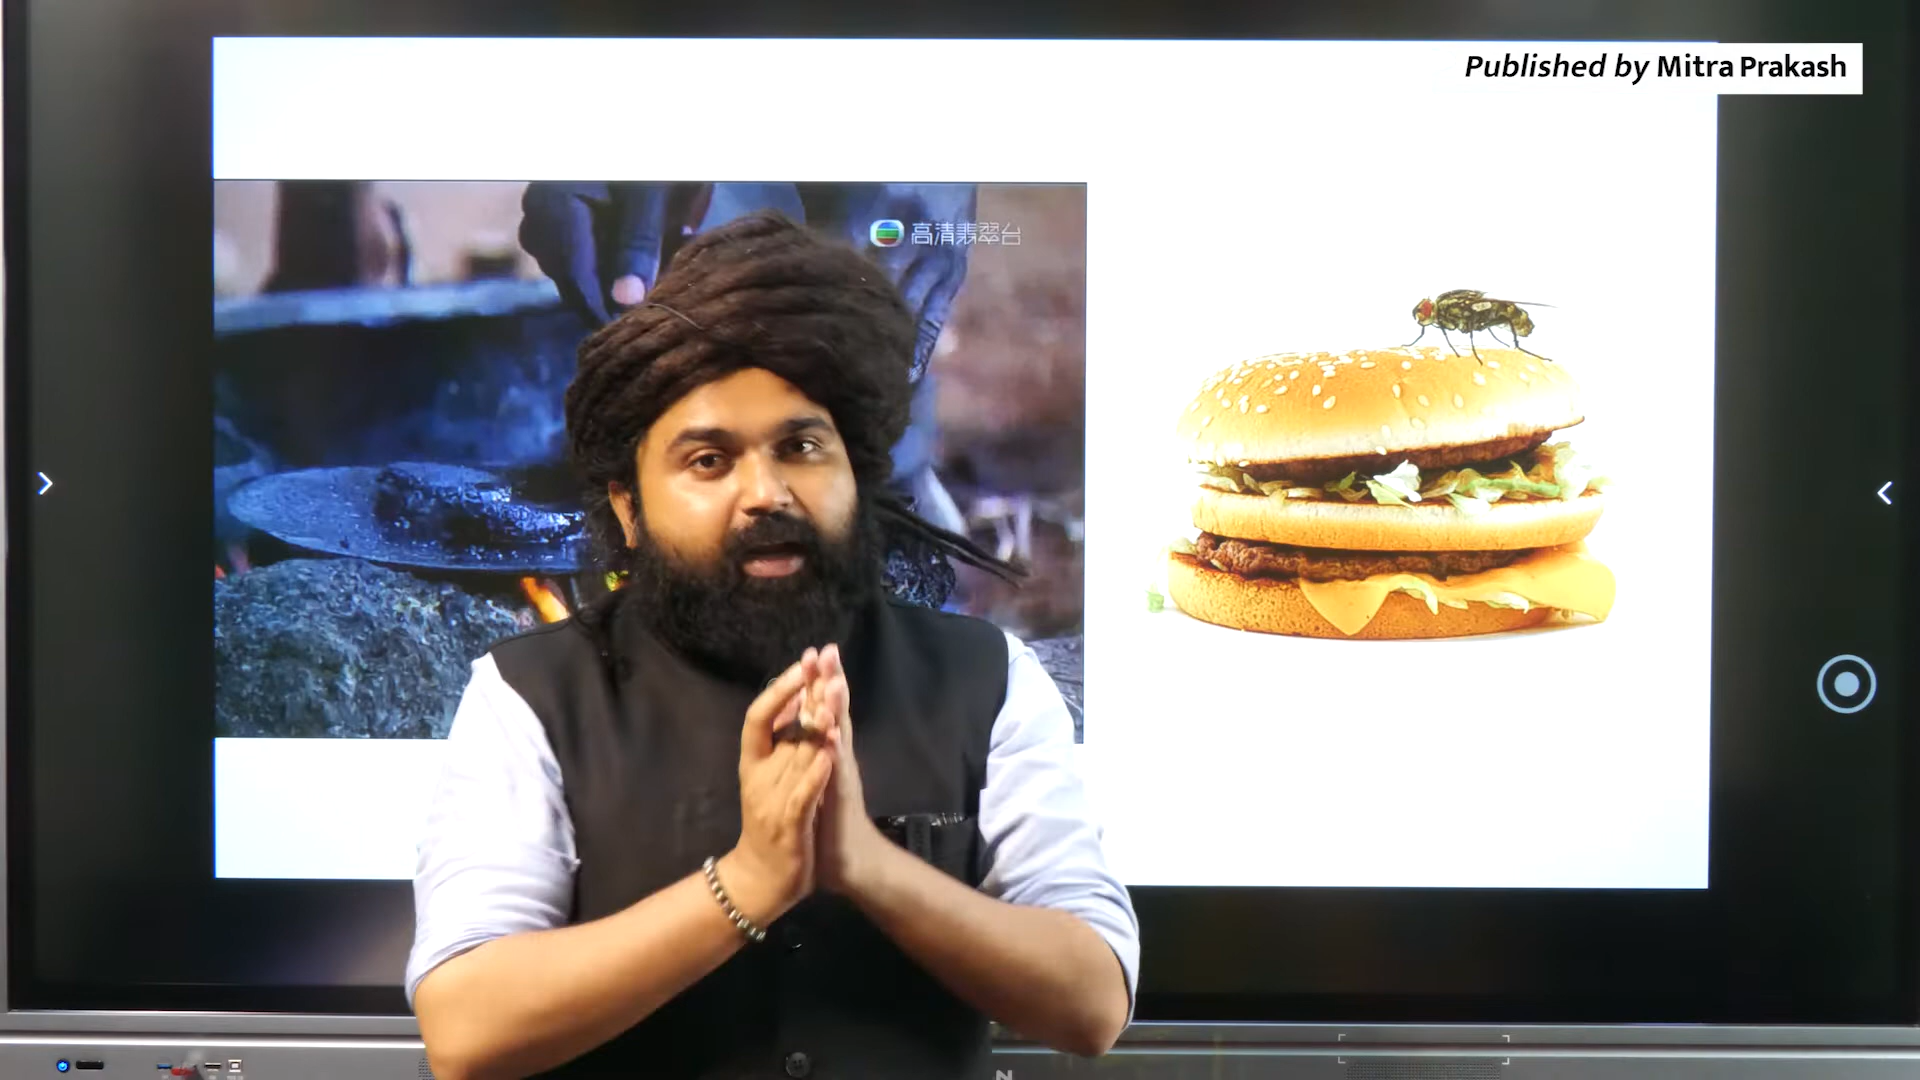 Published by Mitra Prakash
高清翡翠台